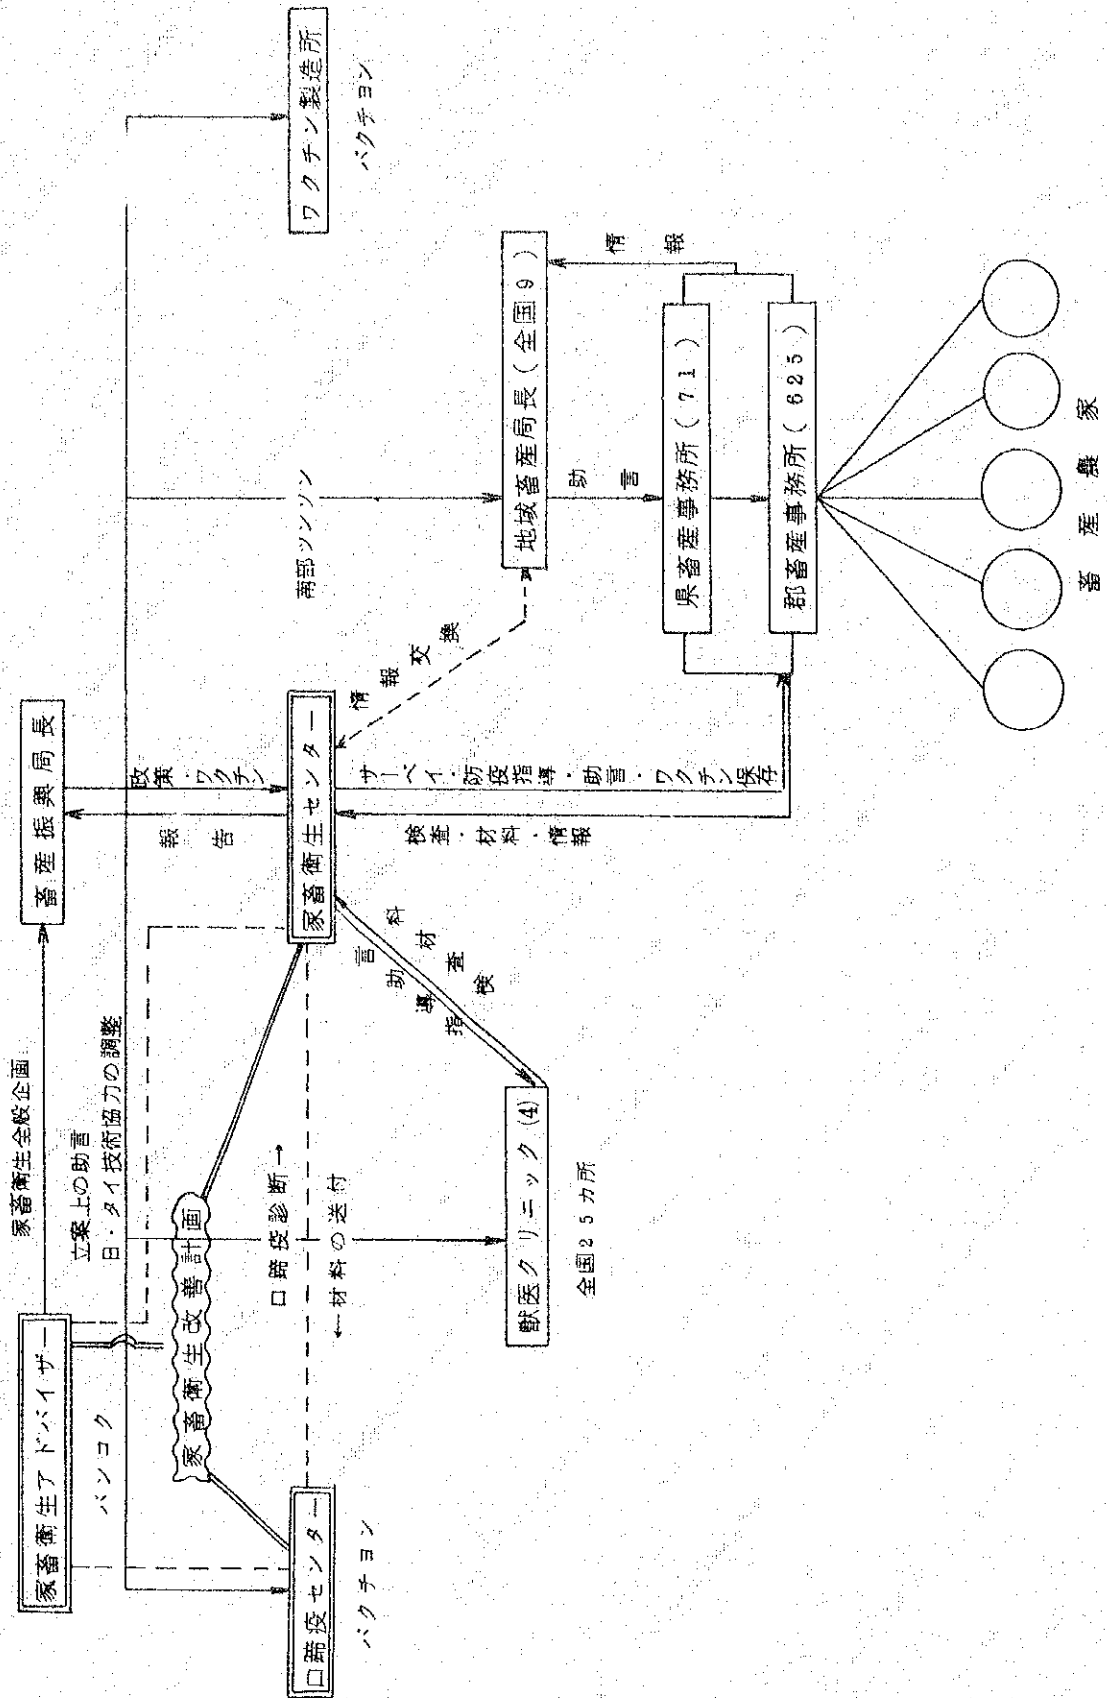 家畜衛生アドバイザー
バンコク
家畜衛生全般企画
立案上の助言
日・タイ技術協力の調整
畜産振興局長
家畜衛生改善計画
政策・ワクチン
報告
口蹄疫センター
パクチョン
口蹄疫診断→
←材料の送付
家畜衛生センター
南部ツンソン
ワクチン製造所
パクチョン
情報交換
サーベイ・防疫指導・助言・ワクチン保存
検査・材料・情報
検査材料
指導助言
獣医クリニック(4)
全国25カ所
地域畜産局長(全国9)
助言
情報
県畜産事務所(71)
郡畜産事務所(625)
畜産農家